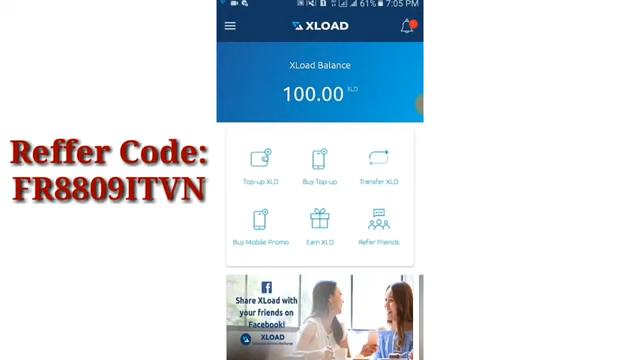 61% 7:05 PM
XLOAD
XLoad Balance
100.00 XLD
Reffer Code:
FR8809ITVN
Top-up XLD
Buy Top-up
Transfer XLD
Buy Mobile Promo
Earn XLD
Refer Friends
Share XLoad with
your friends on
Facebook!
XLOAD